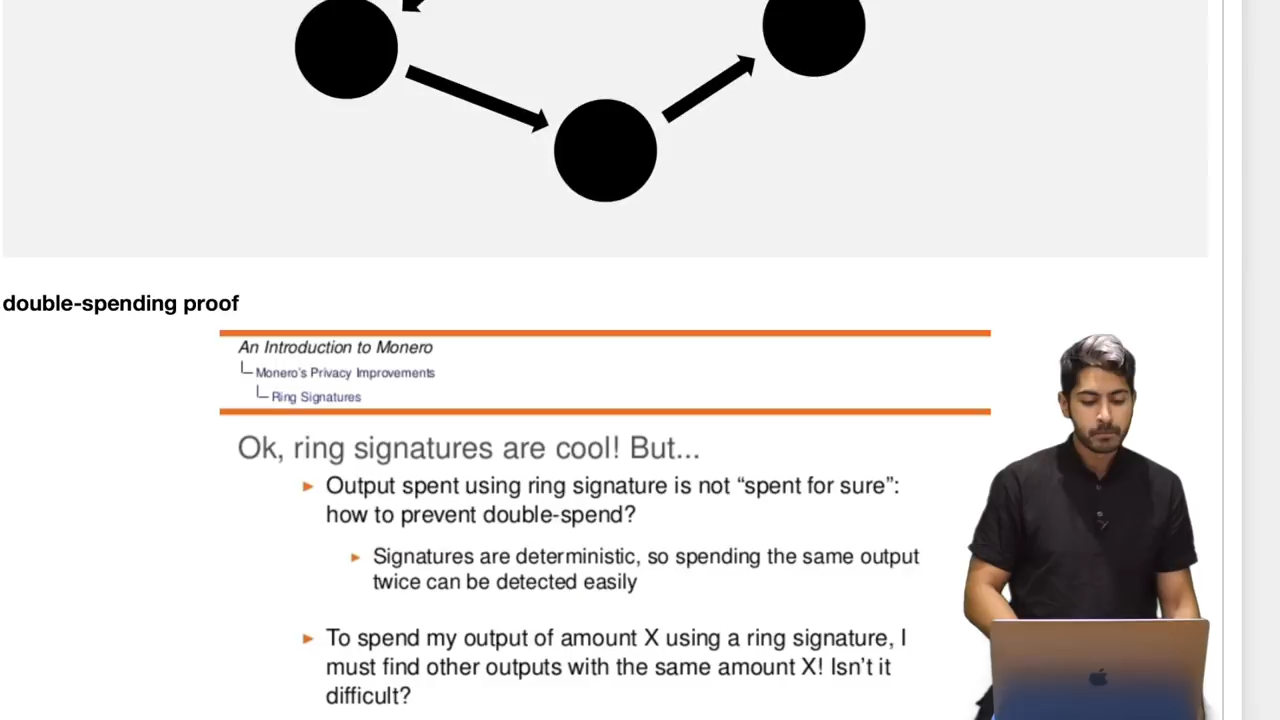 double-spending proof
An Introduction to Monero
Monero's Privacy Improvements
Ring Signatures
Ok, ring signatures are cool! But...
Output spent using ring signature is not “spent for sure”:
how to prevent double-spend?
Signatures are deterministic, so spending the same output
twice can be detected easily
To spend my output of amount X using a ring signature, I
must find other outputs with the same amount X! Isn't it
difficult?